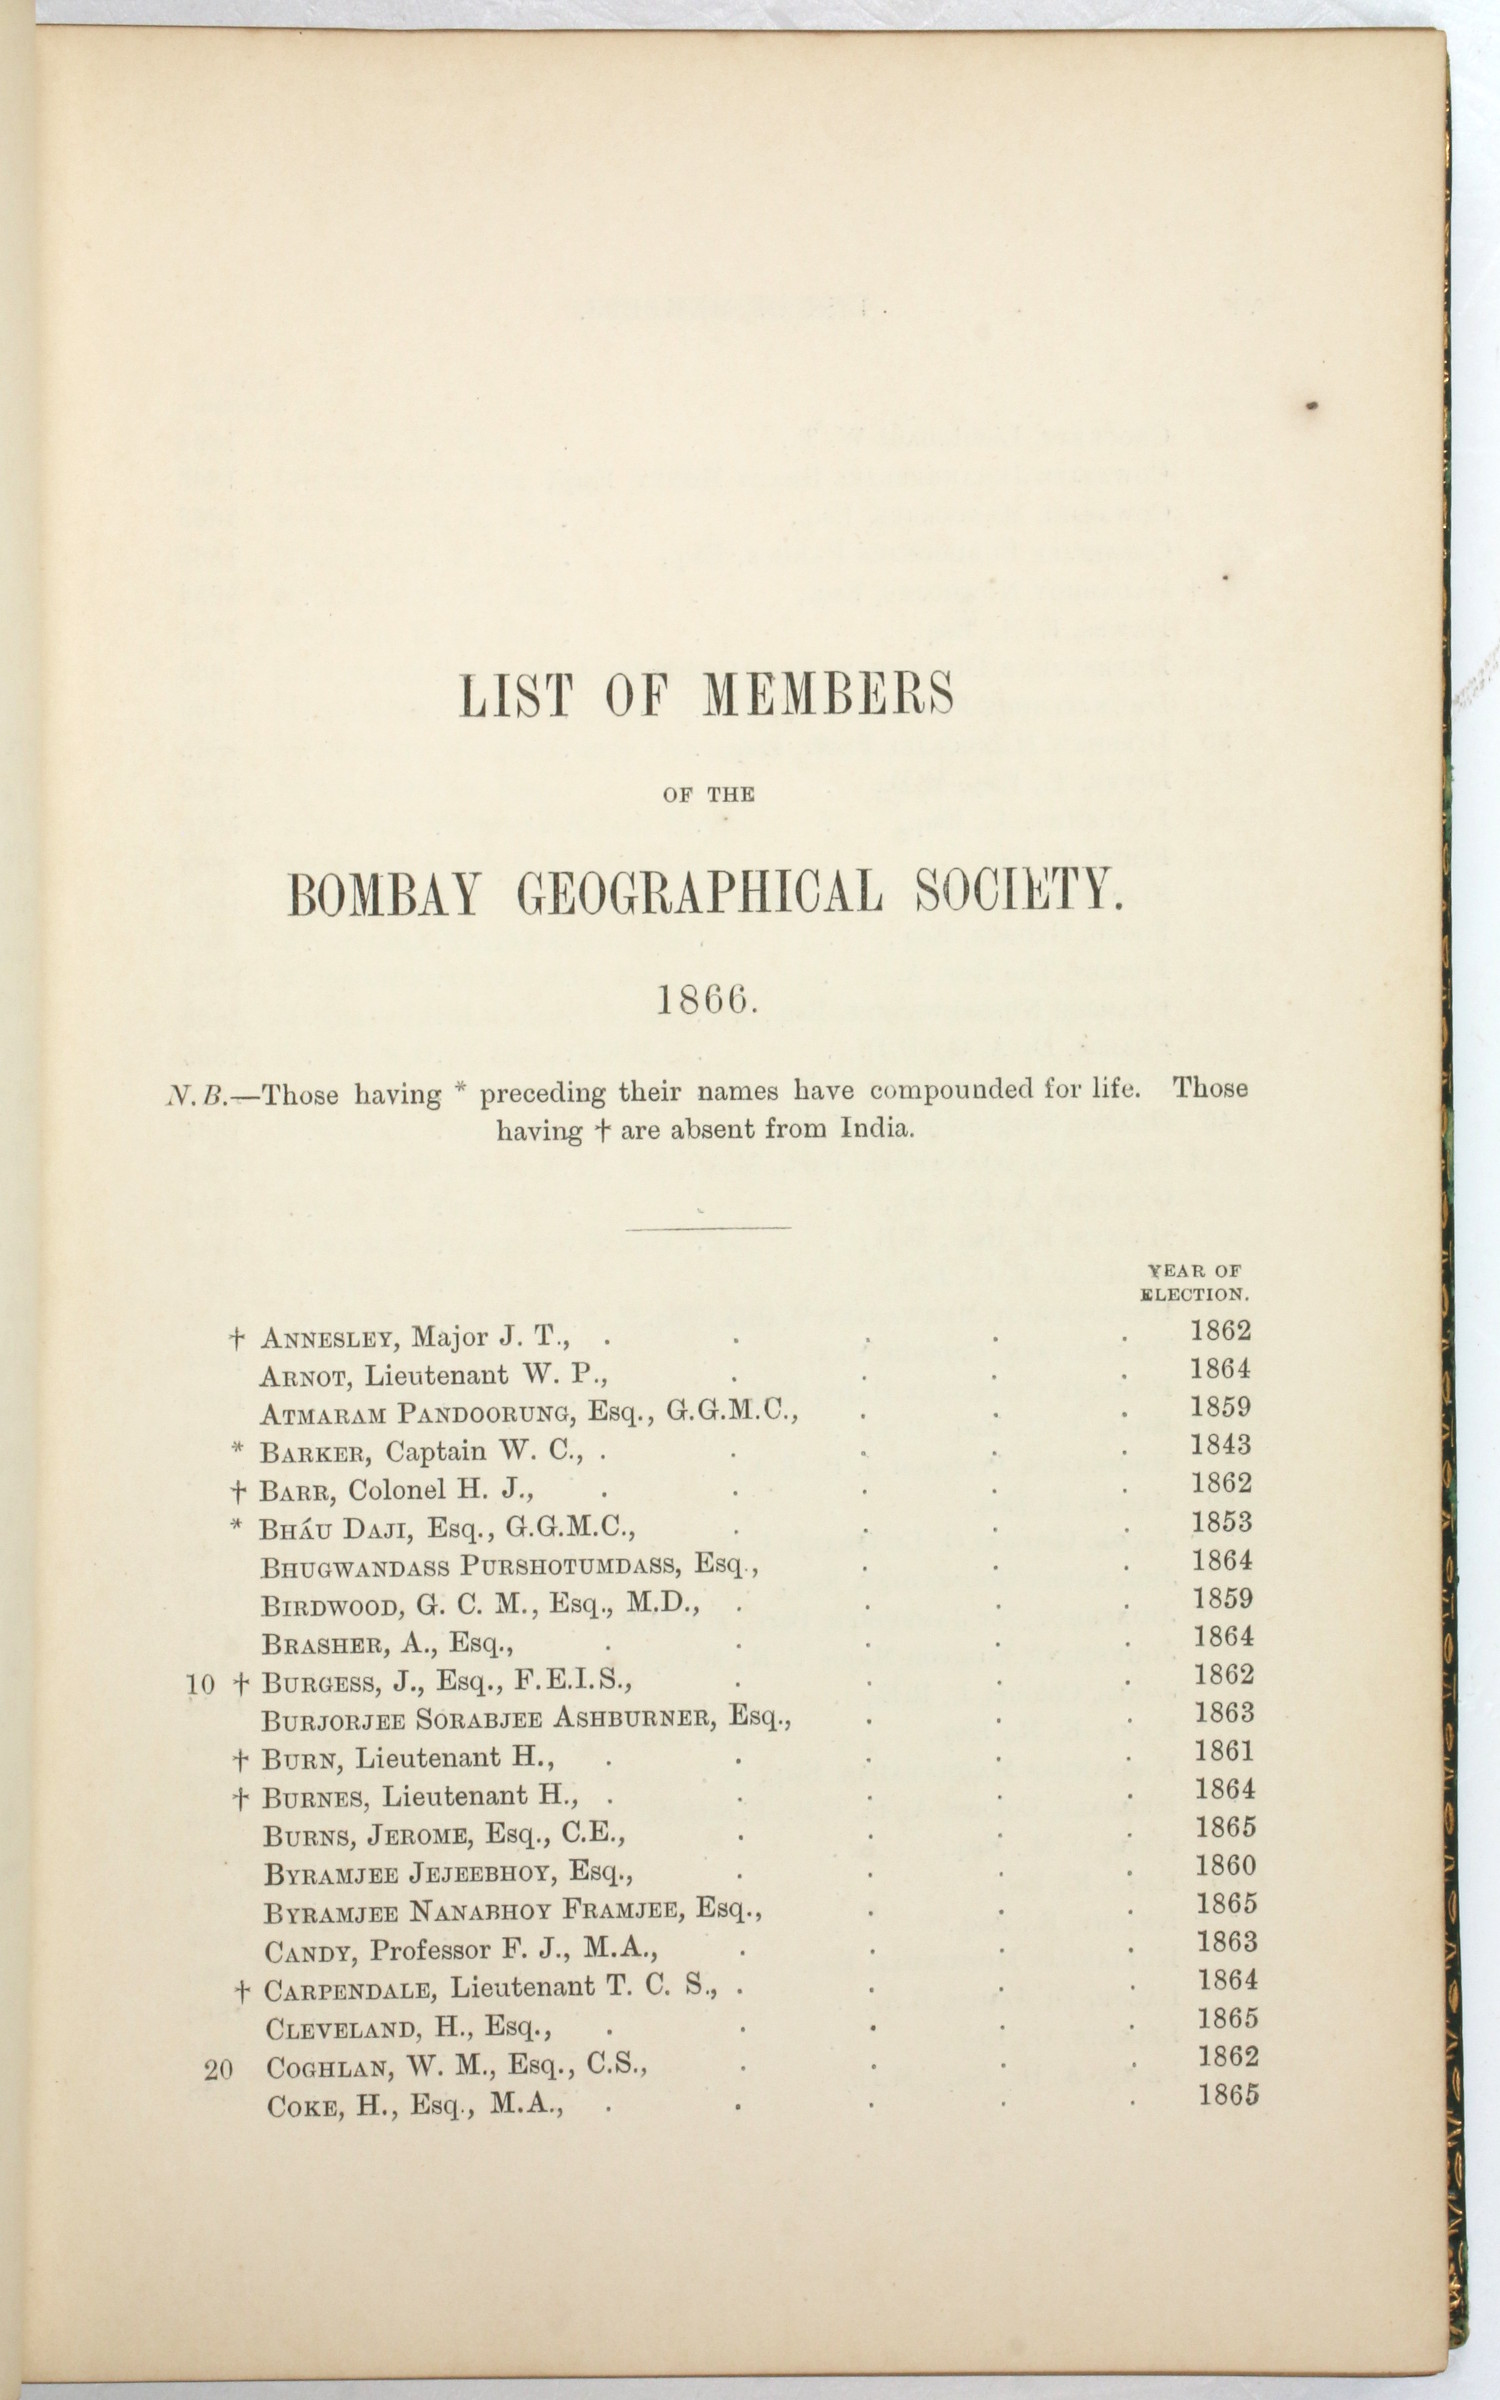 LIST OF MEMBERS
OF THE
BOMBAY GEOGRAPHICAL SOCIETY.
1866.
N. B.—Those having * preceding their names have compounded for life. Those
having † are absent from India.
YEAR OF
ELECTION.
† ANNESLEY, Major J. T., . . . . . 1862
ARNOT, Lieutenant W. P., . . . . 1864
ATMARAM PANDOORUNG, Esq., G.G.M.C., . . . 1859
* BARKER, Captain W. C., . . . . . 1843
† BARR, Colonel H. J., . . . . . 1862
* BHÁU DAJI, Esq., G.G.M.C., . . . . 1853
BHUGWANDASS PURSHOTUMDASS, Esq., . . . 1864
BIRDWOOD, G. C. M., Esq., M.D., . . . . 1859
BRASHER, A., Esq., . . . . . 1864
10 † BURGESS, J., Esq., F.E.I.S., . . . . 1862
BURJORJEE SORABJEE ASHBURNER, Esq., . . . 1863
† BURN, Lieutenant H., . . . . . 1861
† BURNES, Lieutenant H., . . . . . 1864
BURNS, JEROME, Esq., C.E., . . . . 1865
BYRAMJEE JEJEEBHOY, Esq., . . . . 1860
BYRAMJEE NANABHOY FRAMJEE, Esq., . . . 1865
CANDY, Professor F. J., M.A., . . . . 1863
† CARPENDALE, Lieutenant T. C. S., . . . . 1864
CLEVELAND, H., Esq., . . . . . 1865
20 COGHLAN, W. M., Esq., C.S., . . . . 1862
COKE, H., Esq., M.A., . . . . . 1865